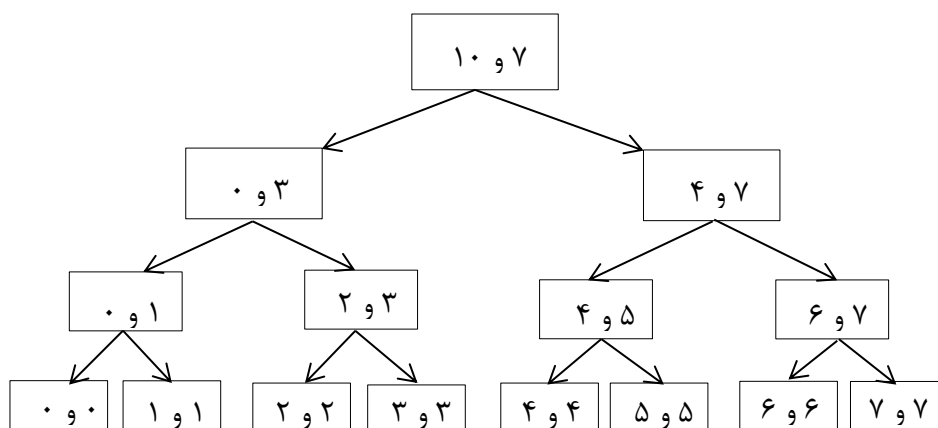 ۷ و ۱۰
۳ و ۰
۷ و ۴
۱ و ۰
۳ و ۲
۵ و ۴
۷ و ۶
۰ و ۰
۱ و ۱
۲ و ۲
۳ و ۳
۴ و ۴
۵ و ۵
۶ و ۶
۷ و ۷